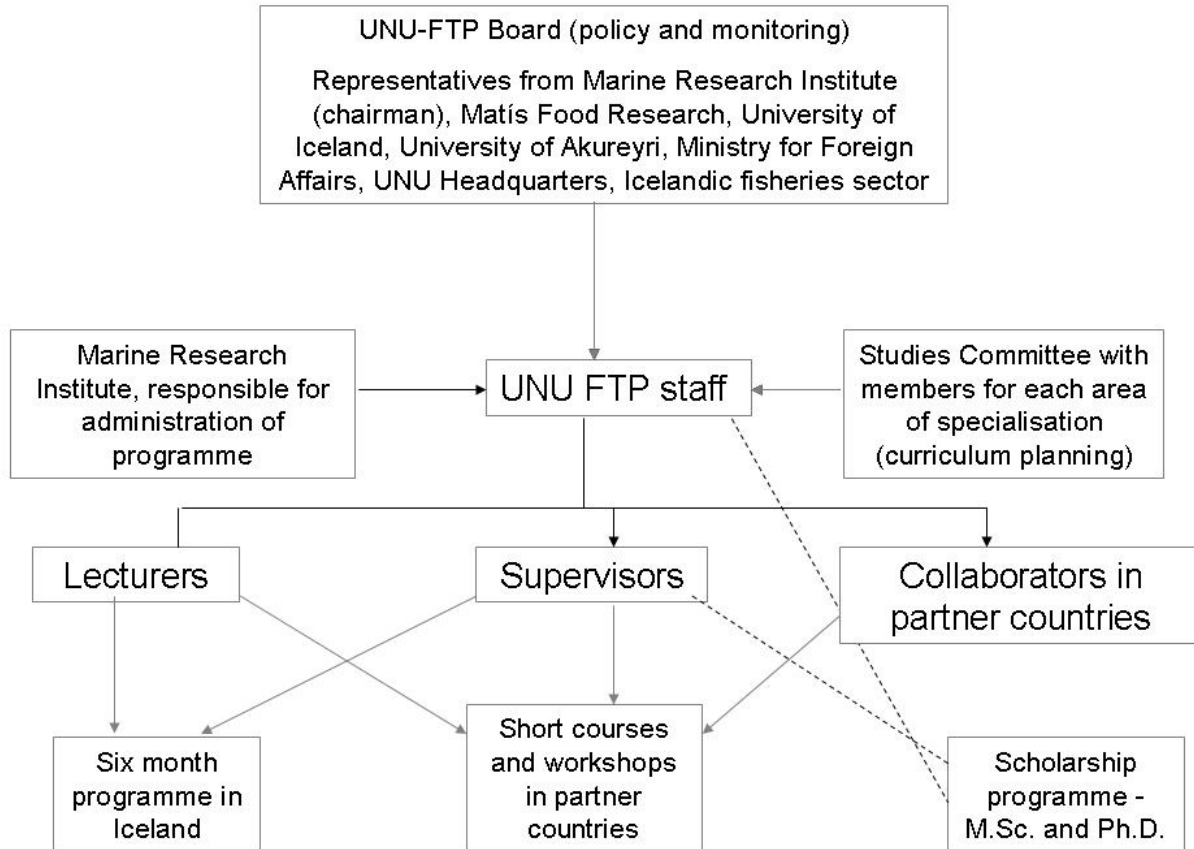 UNU-FTP Board (policy and monitoring)
Representatives from Marine Research Institute
(chairman), Matís Food Research, University of
Iceland, University of Akureyri, Ministry for Foreign
Affairs, UNU Headquarters, Icelandic fisheries sector
Marine Research
Institute, responsible for
administration of
programme
UNU FTP staff
Studies Committee with
members for each area
of specialisation
(curriculum planning)
Lecturers
Supervisors
Collaborators in
partner countries
Six month
programme in
Iceland
Short courses
and workshops
in partner
countries
Scholarship
programme -
M.Sc. and Ph.D.